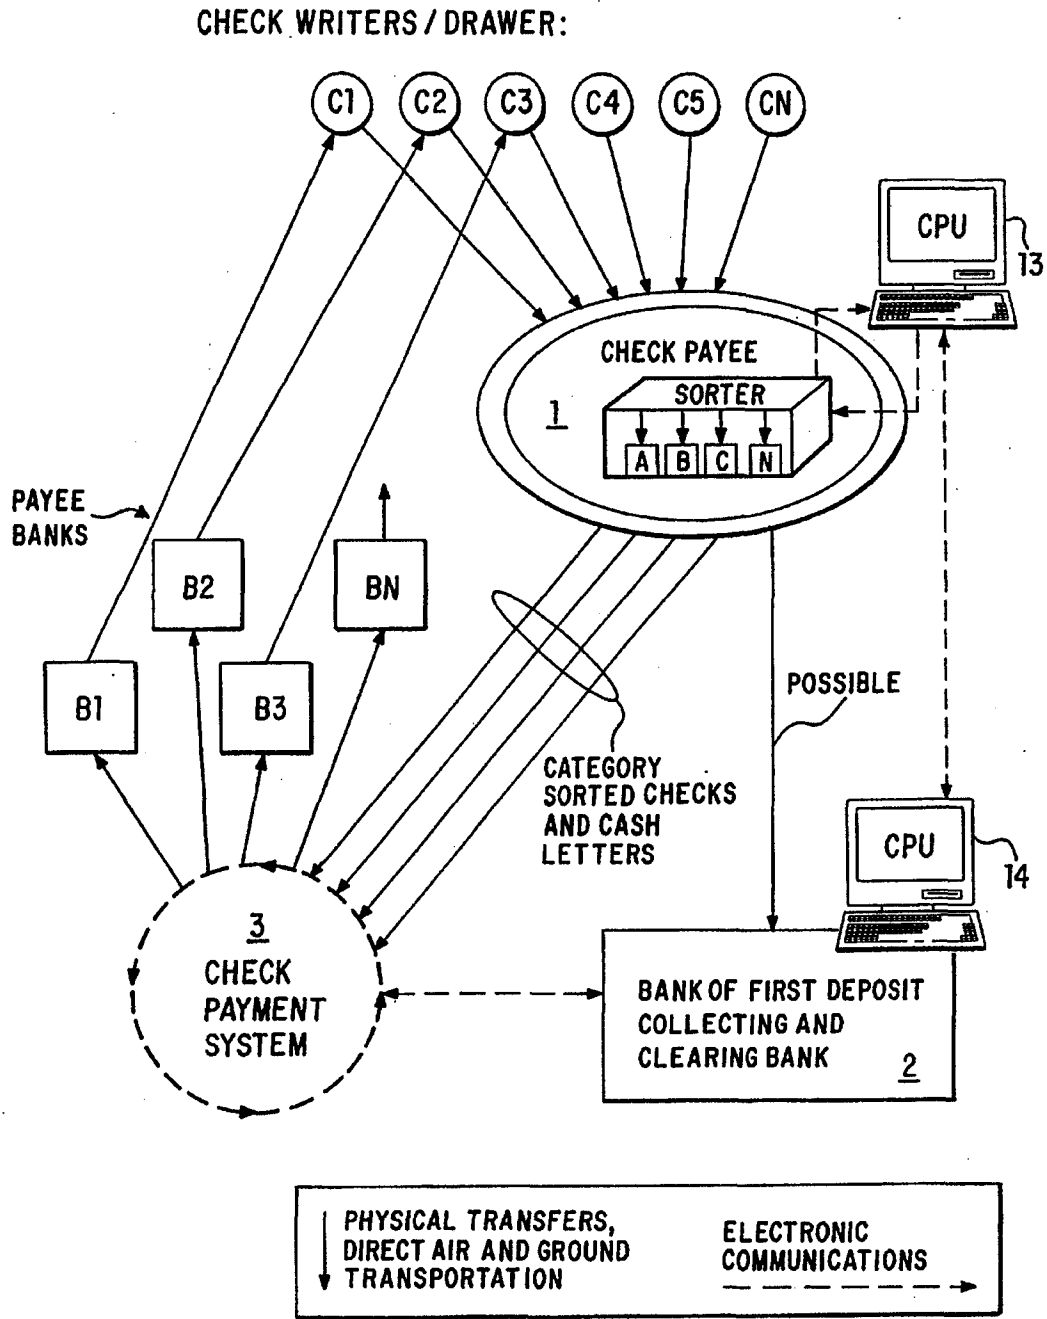 CHECK WRITERS / DRAWER:
C1 C2 C3 C4 C5 CN
CPU
13
CHECK PAYEE
SORTER
1
A B C N
PAYEE
BANKS
B2
BN
B1
B3
POSSIBLE
CATEGORY
SORTED CHECKS
AND CASH
LETTERS
CPU
14
3
CHECK
PAYMENT
SYSTEM
BANK OF FIRST DEPOSIT
COLLECTING AND
CLEARING BANK
2
PHYSICAL TRANSFERS,
DIRECT AIR AND GROUND
TRANSPORTATION
ELECTRONIC
COMMUNICATIONS